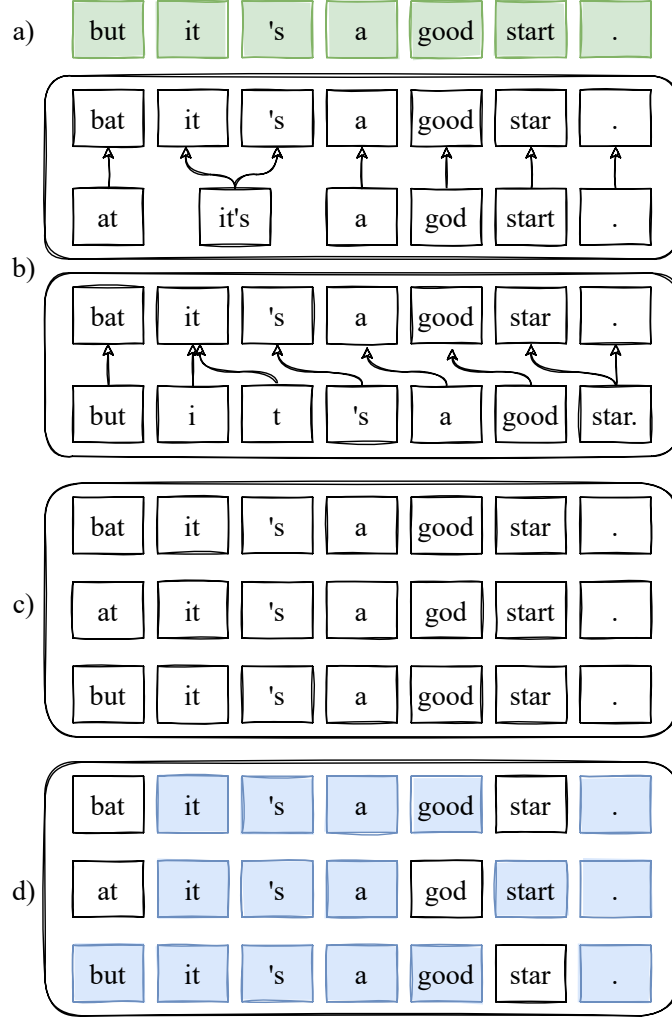 a) but it 's a good start .
bat it 's a good star .
at it's a god start .
b)
bat it 's a good star .
but i t 's a good star.
bat it 's a good star .
c) at it 's a god start .
but it 's a good star .
bat it 's a good star .
d) at it 's a god start .
but it 's a good star .